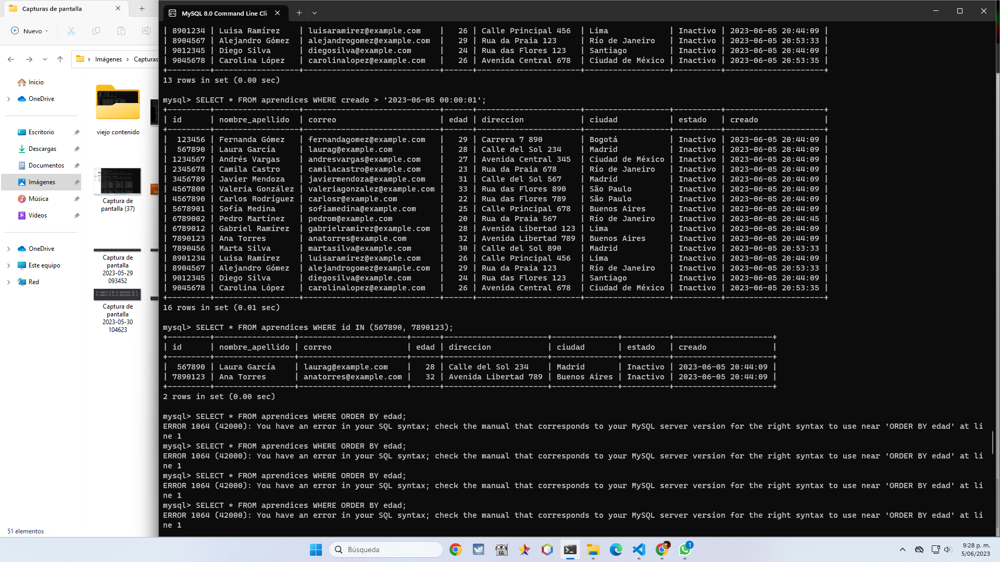 Capturas de pantalla
Nuevo
Imágenes
Capturas
Inicio
OneDrive
Escritorio
Descargas
Documentos
Imágenes
Música
Vídeos
OneDrive
Este equipo
Red
viejo contenido
Captura de
pantalla (37)
Captura de
pantalla
2023-05-29
093452
Captura de
pantalla
2023-05-30
104623
51 elementos
MySQL 8.0 Command Line Cli
| 8901234 | Luisa Ramírez | luisaramirez@example.com | 26 | Calle Principal 456 | Lima | Inactivo | 2023-06-05 20:44:09 |
| 8904567 | Alejandro Gómez | alejandrogomez@example.com | 29 | Rua da Praia 123 | Río de Janeiro | Inactivo | 2023-06-05 20:53:33 |
| 9012345 | Diego Silva | diegosilva@example.com | 24 | Rua das Flores 123 | Santiago | Inactivo | 2023-06-05 20:44:09 |
| 9045678 | Carolina López | carolinalopez@example.com | 26 | Avenida Central 678 | Ciudad de México | Inactivo | 2023-06-05 20:53:35 |
13 rows in set (0.00 sec)
mysql> SELECT * FROM aprendices WHERE creado > '2023-06-05 00:00:01';
| id | nombre_apellido | correo | edad | direccion | ciudad | estado | creado |
| 123456 | Fernanda Gómez | fernandagomez@example.com | 29 | Carrera 7 890 | Bogotá | Inactivo | 2023-06-05 20:44:09 |
| 567890 | Laura García | laurag@example.com | 28 | Calle del Sol 234 | Madrid | Inactivo | 2023-06-05 20:44:09 |
| 1234567 | Andrés Vargas | andresvargas@example.com | 27 | Avenida Central 345 | Ciudad de México | Inactivo | 2023-06-05 20:44:09 |
| 2345678 | Camila Castro | camilacastro@example.com | 23 | Rua da Praia 678 | Río de Janeiro | Inactivo | 2023-06-05 20:44:09 |
| 3456789 | Javier Mendoza | javiermendoza@example.com | 31 | Calle del Sol 567 | Madrid | Inactivo | 2023-06-05 20:44:09 |
| 4567800 | Valeria González | valeriagonzalez@example.com | 33 | Rua das Flores 890 | São Paulo | Inactivo | 2023-06-05 20:44:09 |
| 4567890 | Carlos Rodríguez | carlosr@example.com | 22 | Rua das Flores 789 | São Paulo | Inactivo | 2023-06-05 20:44:09 |
| 5678901 | Sofía Medina | sofiamedina@example.com | 25 | Calle Principal 678 | Buenos Aires | Inactivo | 2023-06-05 20:44:09 |
| 6789002 | Pedro Martínez | pedrom@example.com | 20 | Rua da Praia 567 | Río de Janeiro | Inactivo | 2023-06-05 20:44:45 |
| 6789012 | Gabriel Ramírez | gabrielramirez@example.com | 28 | Avenida Libertad 123 | Lima | Inactivo | 2023-06-05 20:44:09 |
| 7890123 | Ana Torres | anatorres@example.com | 32 | Avenida Libertad 789 | Buenos Aires | Inactivo | 2023-06-05 20:44:09 |
| 7890456 | Marta Silva | martasilva@example.com | 30 | Calle del Sol 890 | Madrid | Inactivo | 2023-06-05 20:53:33 |
| 8901234 | Luisa Ramírez | luisaramirez@example.com | 26 | Calle Principal 456 | Lima | Inactivo | 2023-06-05 20:44:09 |
| 8904567 | Alejandro Gómez | alejandrogomez@example.com | 29 | Rua da Praia 123 | Río de Janeiro | Inactivo | 2023-06-05 20:53:33 |
| 9012345 | Diego Silva | diegosilva@example.com | 24 | Rua das Flores 123 | Santiago | Inactivo | 2023-06-05 20:44:09 |
| 9045678 | Carolina López | carolinalopez@example.com | 26 | Avenida Central 678 | Ciudad de México | Inactivo | 2023-06-05 20:53:35 |
16 rows in set (0.01 sec)
mysql> SELECT * FROM aprendices WHERE id IN (567890, 7890123);
| id | nombre_apellido | correo | edad | direccion | ciudad | estado | creado |
| 567890 | Laura García | laurag@example.com | 28 | Calle del Sol 234 | Madrid | Inactivo | 2023-06-05 20:44:09 |
| 7890123 | Ana Torres | anatorres@example.com | 32 | Avenida Libertad 789 | Buenos Aires | Inactivo | 2023-06-05 20:44:09 |
2 rows in set (0.00 sec)
mysql> SELECT * FROM aprendices WHERE ORDER BY edad;
ERROR 1064 (42000): You have an error in your SQL syntax; check the manual that corresponds to your MySQL server version for the right syntax to use near 'ORDER BY edad' at li
ne 1
mysql> SELECT * FROM aprendices WHERE ORDER BY edad;
ERROR 1064 (42000): You have an error in your SQL syntax; check the manual that corresponds to your MySQL server version for the right syntax to use near 'ORDER BY edad' at li
ne 1
mysql> SELECT * FROM aprendices WHERE ORDER BY edad;
ERROR 1064 (42000): You have an error in your SQL syntax; check the manual that corresponds to your MySQL server version for the right syntax to use near 'ORDER BY edad' at li
ne 1
mysql> SELECT * FROM aprendices WHERE ORDER BY edad;
ERROR 1064 (42000): You have an error in your SQL syntax; check the manual that corresponds to your MySQL server version for the right syntax to use near 'ORDER BY edad' at li
ne 1
Búsqueda
1
9:28 p. m.
5/06/2023